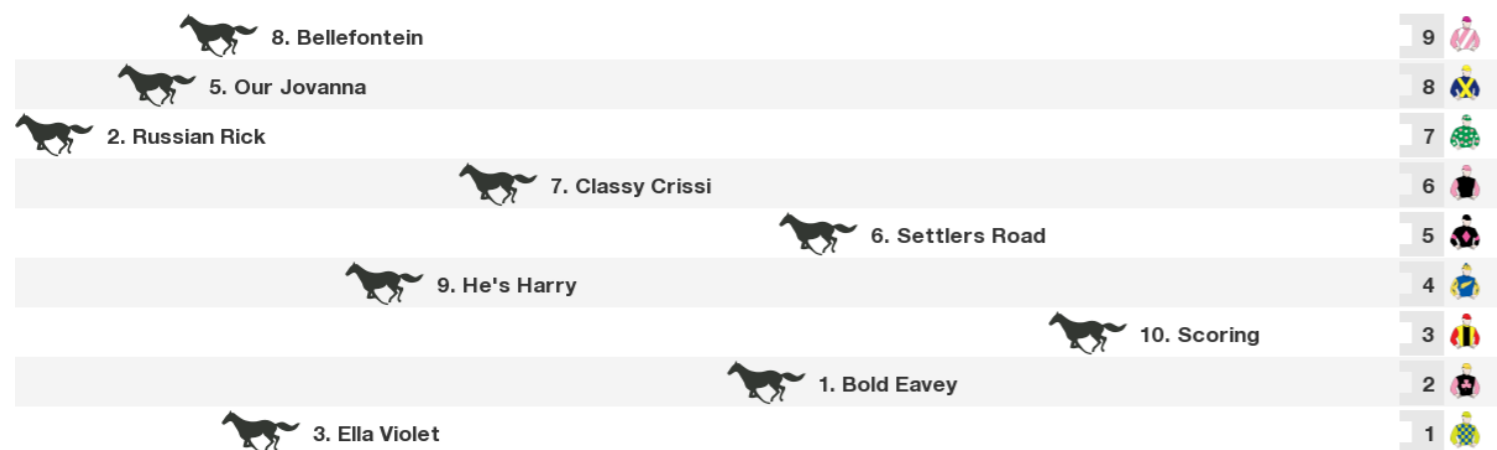 8. Bellefontein 9
5. Our Jovanna 8
2. Russian Rick 7
7. Classy Crissi 6
6. Settlers Road 5
9. He's Harry 4
10. Scoring 3
1. Bold Eavey 2
3. Ella Violet 1